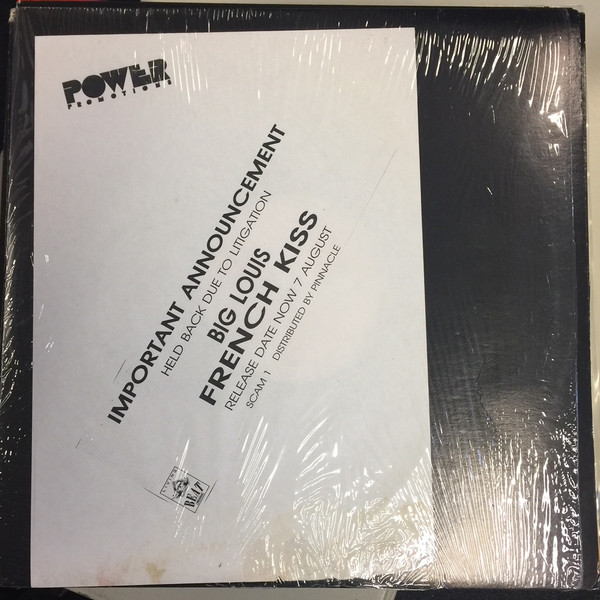 POWER
PROMOTIONS
IMPORTANT ANNOUNCEMENT
HELD BACK DUE TO LITIGATION
BIG LOUIS
FRENCH KISS
RELEASE DATE NOW 7 AUGUST
SCAM 1 DISTRIBUTED BY PINNACLE
BEAT